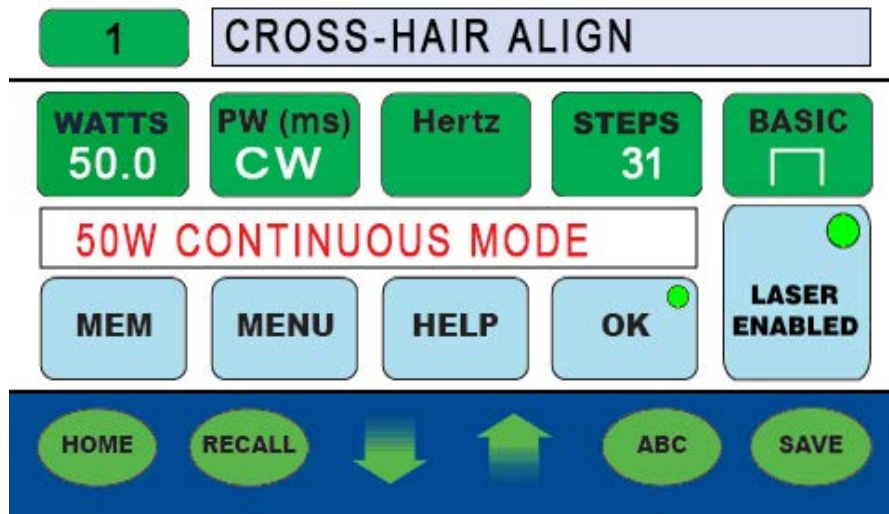 1 CROSS-HAIR ALIGN
WATTS PW (ms) Hertz STEPS BASIC
50.0 CW 31
50W CONTINUOUS MODE
LASER
ENABLED
MEM MENU HELP OK
HOME RECALL ABC SAVE